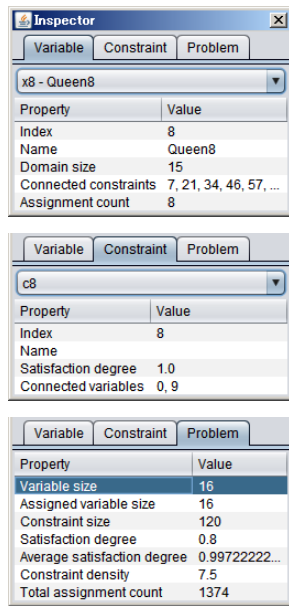 Inspector
Variable Constraint Problem
x8 - Queen8
Property Value
Index 8
Name Queen8
Domain size 15
Connected constraints 7, 21, 34, 46, 57, ...
Assignment count 8
Variable Constraint Problem
c8
Property Value
Index 8
Name
Satisfaction degree 1.0
Connected variables 0, 9
Variable Constraint Problem
Property Value
Variable size 16
Assigned variable size 16
Constraint size 120
Satisfaction degree 0.8
Average satisfaction degree 0.99722222...
Constraint density 7.5
Total assignment count 1374